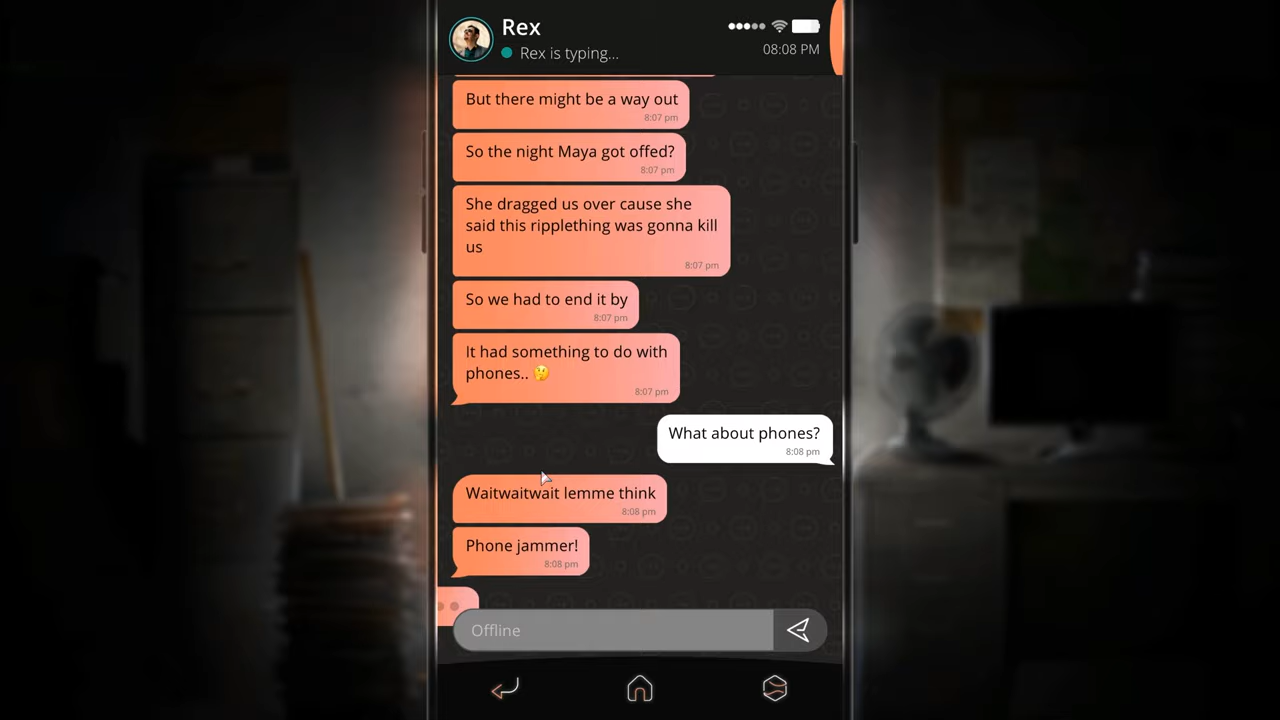 Rex
Rex is typing...
08:08 PM
But there might be a way out
8:07 pm
So the night Maya got offed?
8:07 pm
She dragged us over cause she
said this ripplething was gonna kill
us
8:07 pm
So we had to end it by
8:07 pm
It had something to do with
phones.. 🤔
8:07 pm
What about phones?
8:08 pm
Waitwaitwait lemme think
8:08 pm
Phone jammer!
8:08 pm
Offline